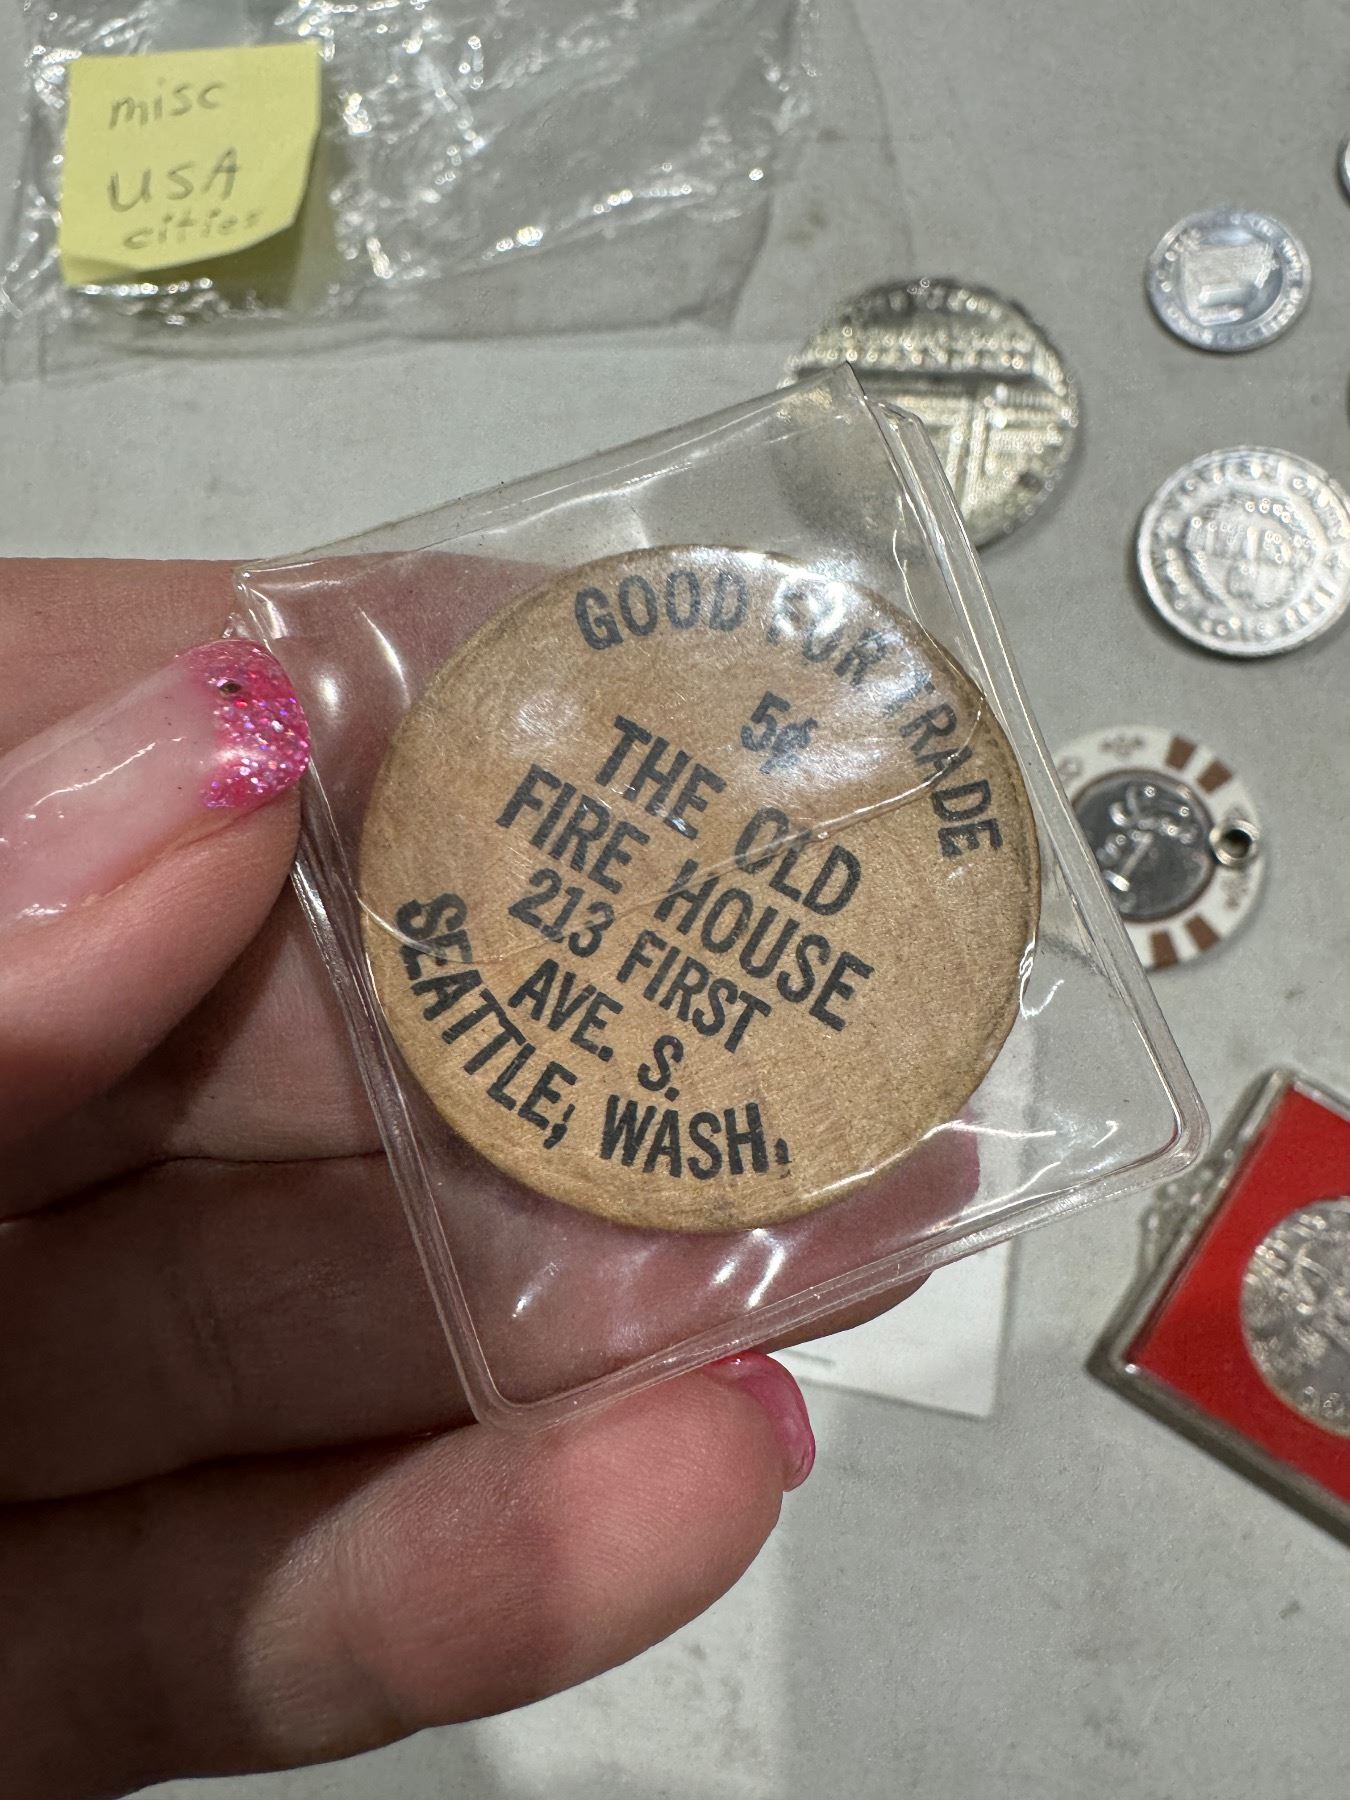 misc
USA
cities
GOOD FOR TRADE
5¢
THE OLD
FIRE HOUSE
213 FIRST
AVE. S.
SEATTLE, WASH.